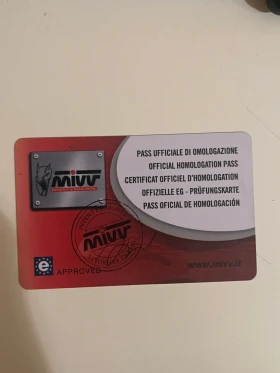 PASS UFFICIALE DI OMOLOGAZIONE
OFFICIAL HOMOLOGATION PASS
CERTIFICAT OFFICIEL D'HOMOLOGATION
OFFIZIELLE EG - PRÜFUNGSKARTE
PASS OFICIAL DE HOMOLOGACIÓN
MIVV
MIVV
e
APPROVED
www.mivv.it